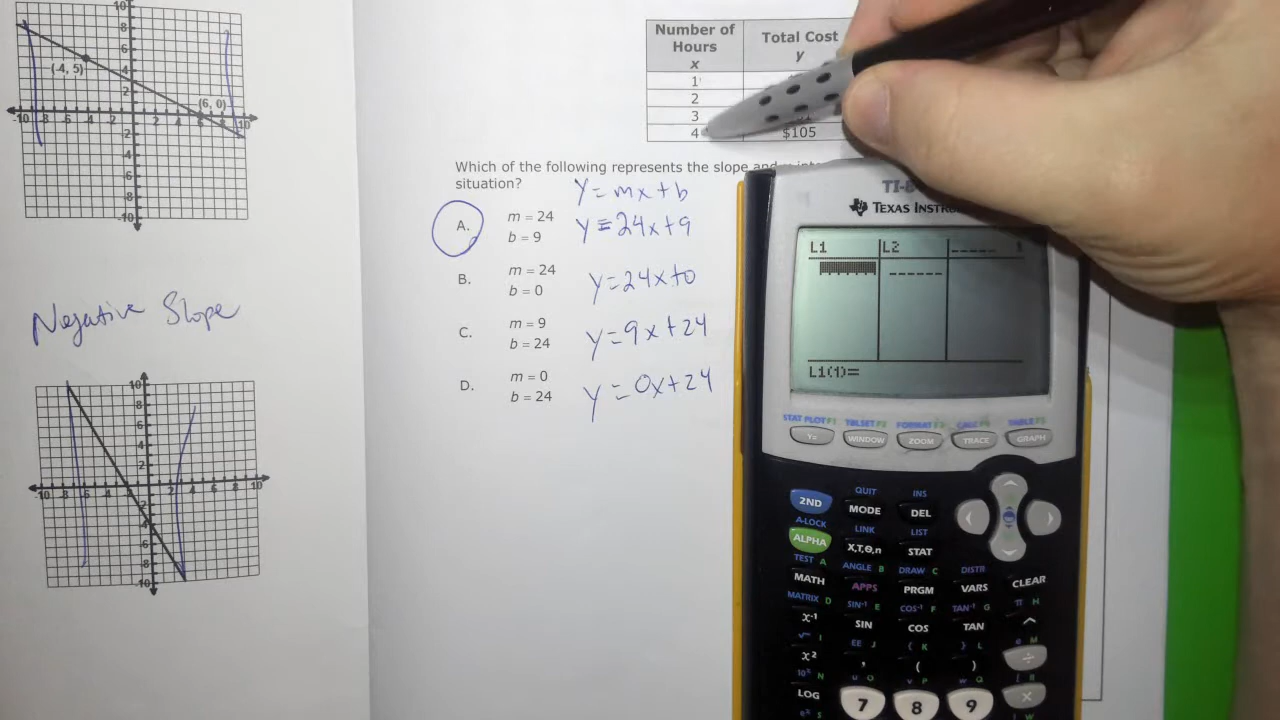 10
8
6
4
2
(-4, 5)
(6, 0)
-10 -8 -6 -4 -2 2 4 6 8 10
-2
-4
-6
-8
-10
Negative Slope
10
8
6
4
2
-10 -8 -6 2 4 6 8 10
-4
-8
-10
Number of Hours x
Total Cost y
1
2
3
4 $105
Which of the following represents the slope and
situation?
y = mx + b
A. m = 24 y = 24x + 9
b = 9
B. m = 24 y = 24x + 0
b = 0
C. m = 9 y = 9x + 24
b = 24
D. m = 0 y = 0x + 24
b = 24
TEXAS
L1 L2 ------ 1
------
L1(1)=
STAT PLOT F1 TBLSET F2 FORMAT F3 CALC F4 TABLE F5
Y= WINDOW ZOOM TRACE GRAPH
QUIT INS
2ND MODE DEL
A-LOCK LINK LIST
ALPHA X,T,Θ,n STAT
TEST A ANGLE B DRAW C DISTR
MATH APPS PRGM VARS CLEAR
MATRIX D SIN⁻¹ E COS⁻¹ F TAN⁻¹ G π H
x⁻¹ SIN COS TAN ^
√ I EE J { K } L e M
x² , ( ) ÷
10ˣ N u O v P w Q [ R
LOG 7 8 9 ×
eˣ S